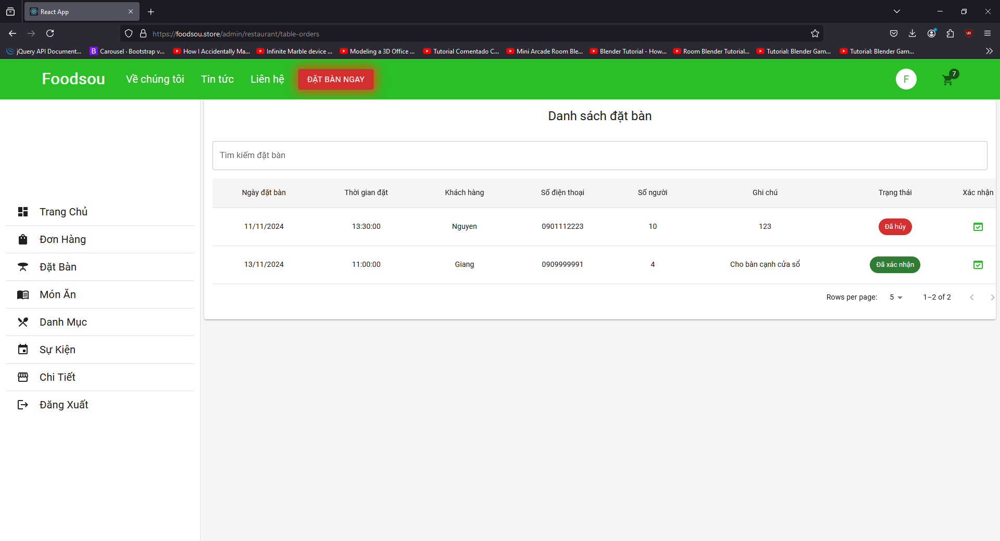 React App
https://foodsou.store/admin/restaurant/table-orders
jQuery API Document... Carousel · Bootstrap v... How I Accidentally Ma... Infinite Marble device ... Modeling a 3D Office ... Tutorial Comentado C... Mini Arcade Room Ble... Blender Tutorial - How... Room Blender Tutorial... Tutorial: Blender Gam... Tutorial: Blender Gam...
Foodsou Về chúng tôi Tin tức Liên hệ ĐẶT BÀN NGAY F 7
Danh sách đặt bàn
Tìm kiếm đặt bàn
Ngày đặt bàn Thời gian đặt Khách hàng Số điện thoại Số người Ghi chú Trạng thái Xác nhận
11/11/2024 13:30:00 Nguyen 0901112223 10 123 Đã hủy
13/11/2024 11:00:00 Giang 0909999991 4 Cho bàn cạnh cửa sổ Đã xác nhận
Rows per page: 5 1–2 of 2
Trang Chủ
Đơn Hàng
Đặt Bàn
Món Ăn
Danh Mục
Sự Kiện
Chi Tiết
Đăng Xuất